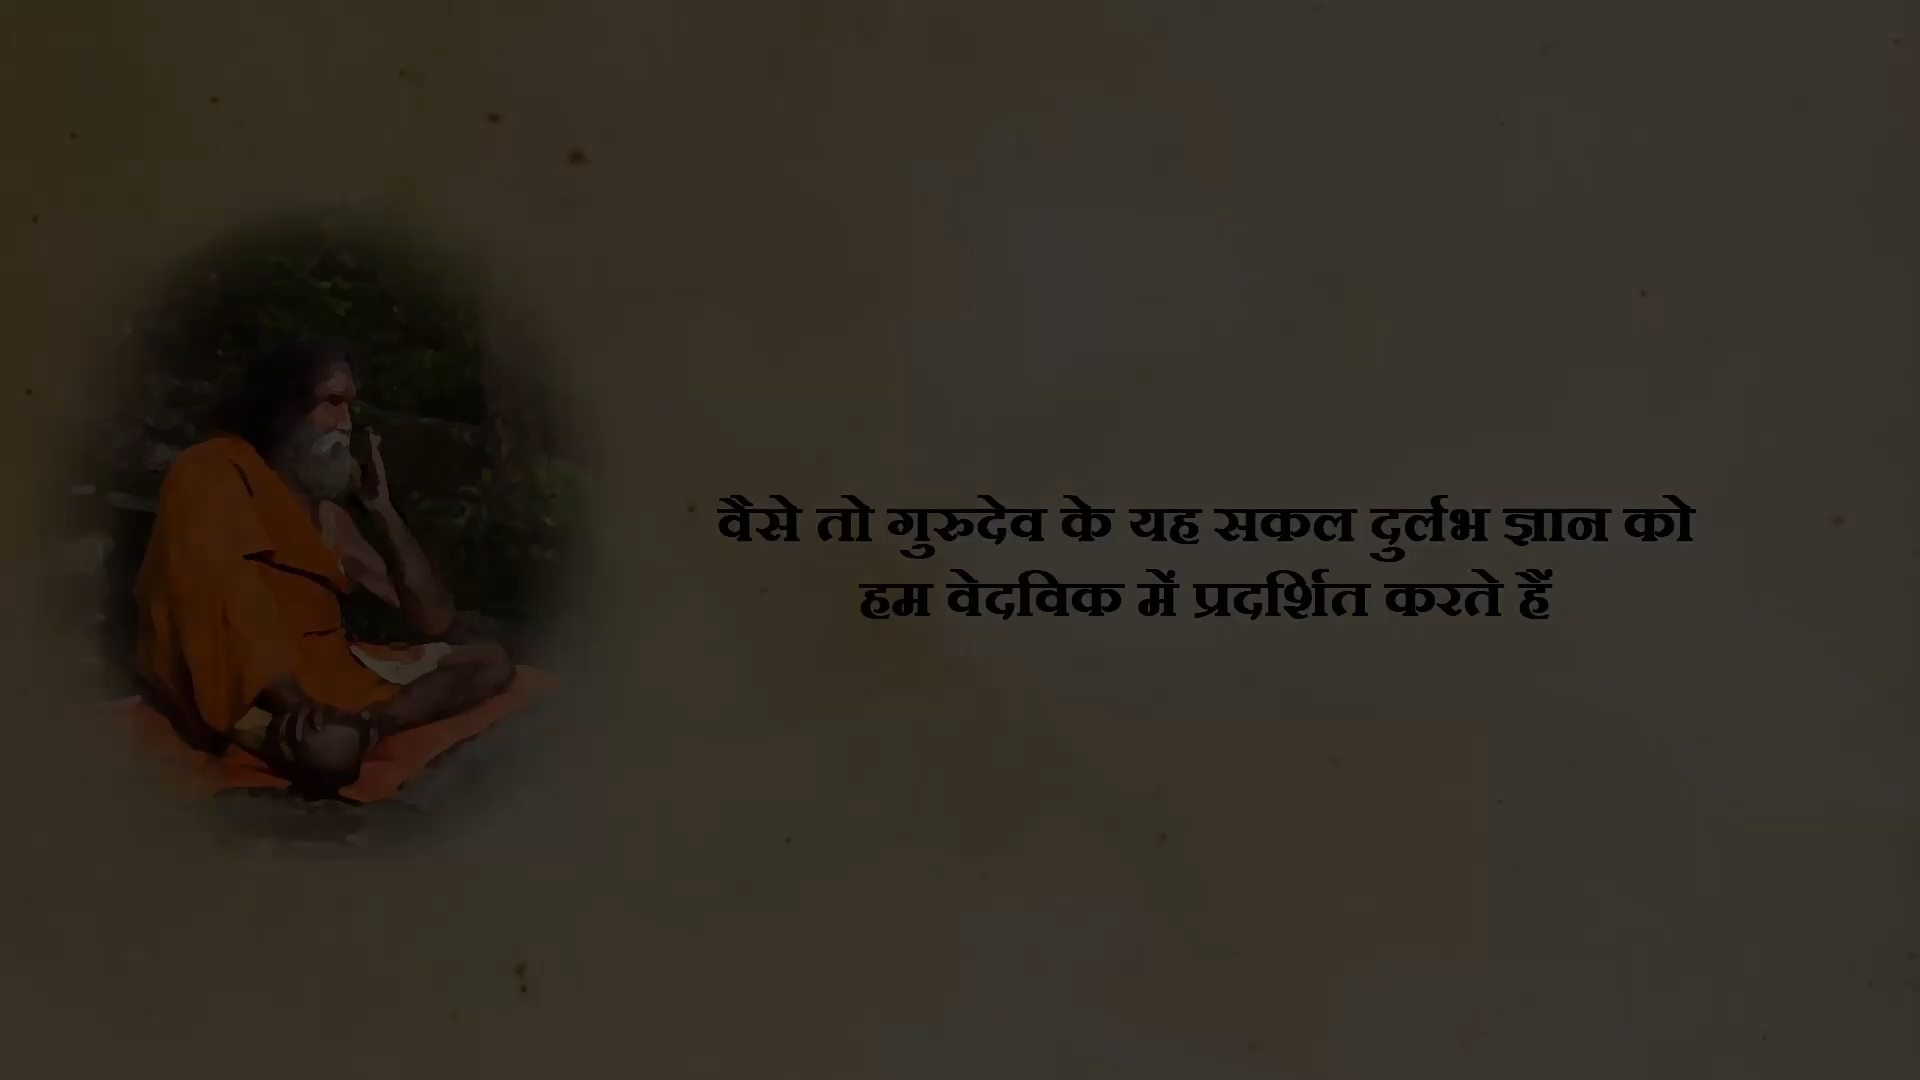 वैसे तो गुरुदेव के यह सकल दुर्लभ ज्ञान को
हम वेदविक में प्रदर्शित करते हैं